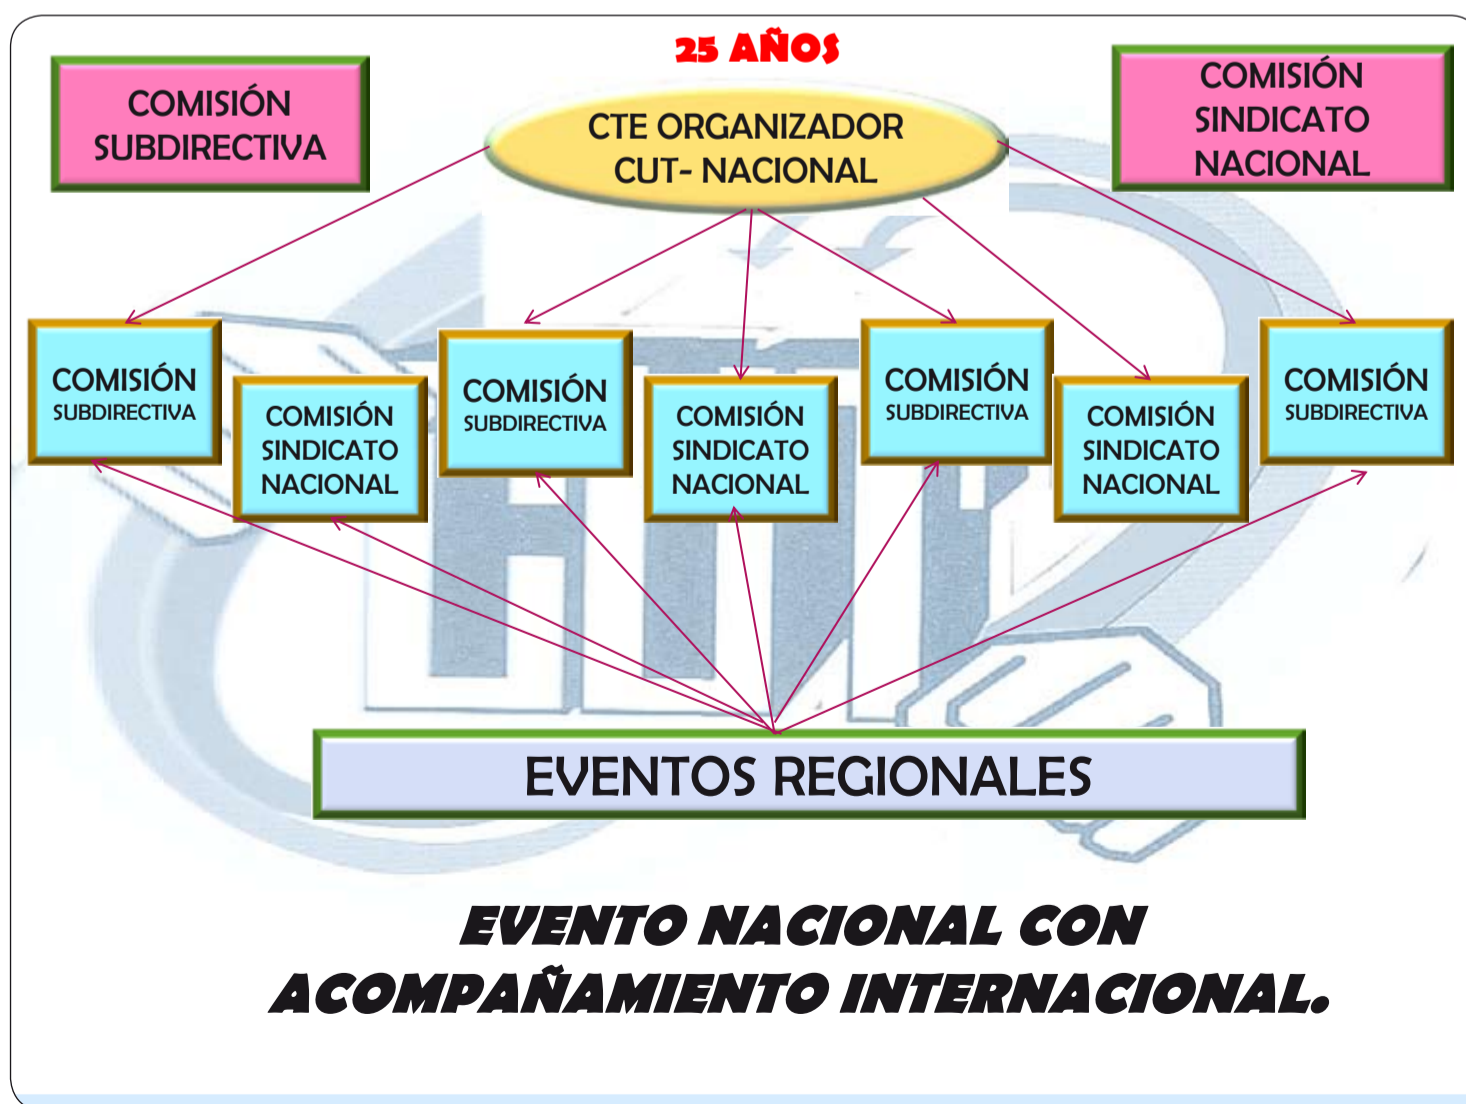 25 AÑOS
COMISIÓN
SUBDIRECTIVA
CTE ORGANIZADOR
CUT- NACIONAL
COMISIÓN
SINDICATO
NACIONAL
COMISIÓN
SUBDIRECTIVA
COMISIÓN
SINDICATO
NACIONAL
COMISIÓN
SUBDIRECTIVA
COMISIÓN
SINDICATO
NACIONAL
COMISIÓN
SUBDIRECTIVA
COMISIÓN
SINDICATO
NACIONAL
COMISIÓN
SUBDIRECTIVA
EVENTOS REGIONALES
EVENTO NACIONAL CON
ACOMPAÑAMIENTO INTERNACIONAL.